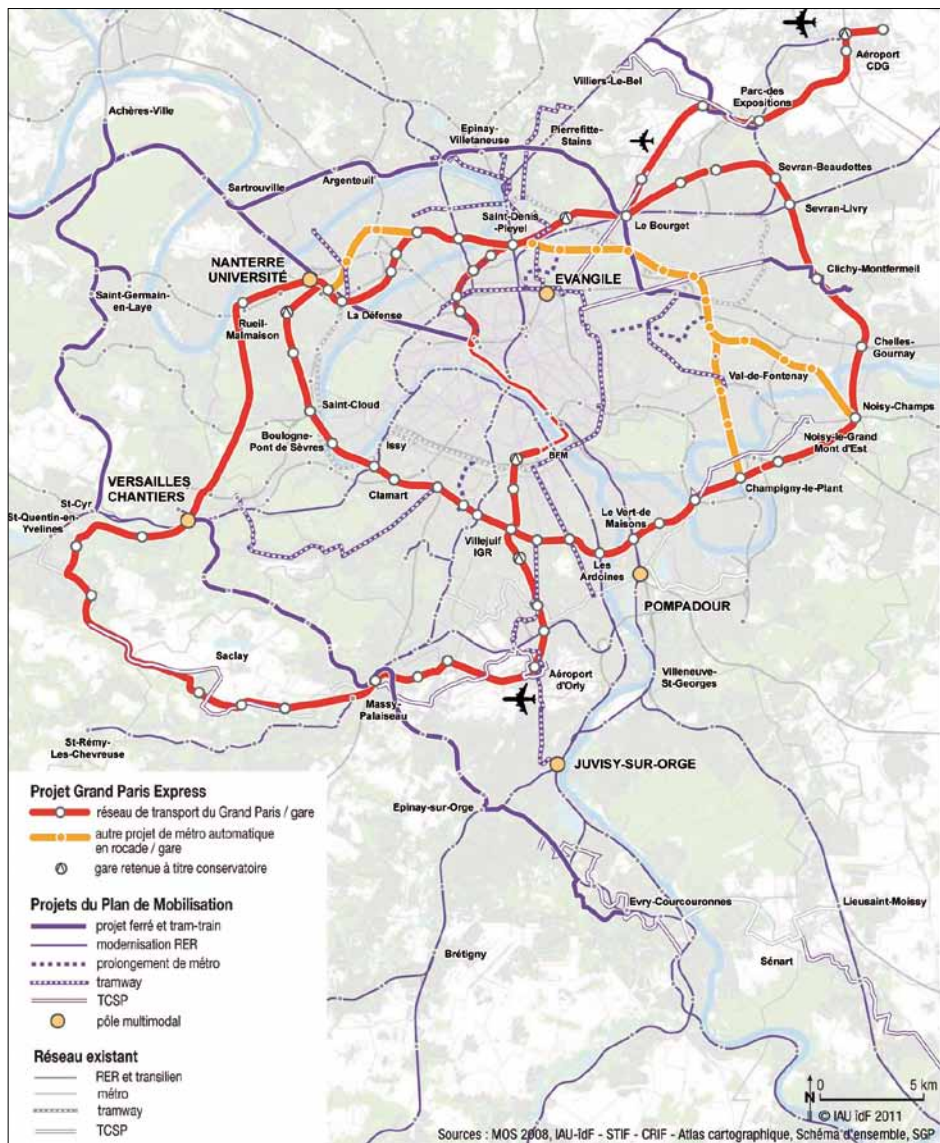 Aéroport
CDG
Villiers-Le-Bel
Parc-des
Expositions
Achères-Ville
Epinay-
Villetaneuse
Pierrefitte-
Stains
Sevran-Beaudottes
Sartrouville
Argenteuil
Sevran-Livry
Saint-Denis
-Pleyel
Le Bourget
NANTERRE
UNIVERSITÉ
EVANGILE
Clichy-Montfermeil
Saint-Germain-
en-Laye
Rueil-
Malmaison
La Défense
Chelles-
Gournay
Val-de-Fontenay
Saint-Cloud
Noisy-Champs
Boulogne-
Pont de Sèvres
Issy
BFM
Noisy-le-Grand
Mont d'Est
VERSAILLES
CHANTIERS
Clamart
Champigny-le-Plant
St-Cyr
St-Quentin-en-
Yvelines
Le Vert-de
Maisons
Villejuif
IGR
Les
Ardoines
POMPADOUR
Saclay
Aéroport
d'Orly
Villeneuve-
St-Georges
Massy-
Palaiseau
St-Rémy-
Les-Chevreuse
JUVISY-SUR-ORGE
Epinay-sur-Orge
Evry-Courcouronnes
Lieusaint-Moissy
Brétigny
Sénart
Projet Grand Paris Express
réseau de transport du Grand Paris / gare
autre projet de métro automatique
en rocade / gare
gare retenue à titre conservatoire
Projets du Plan de Mobilisation
projet ferré et tram-train
modernisation RER
prolongement de métro
tramway
TCSP
pôle multimodal
Réseau existant
RER et transilien
métro
tramway
TCSP
0 5 km
N
© IAU îdF 2011
Sources : MOS 2008, IAU-îdF - STIF - CRIF - Atlas cartographique, Schéma d'ensemble, SGP